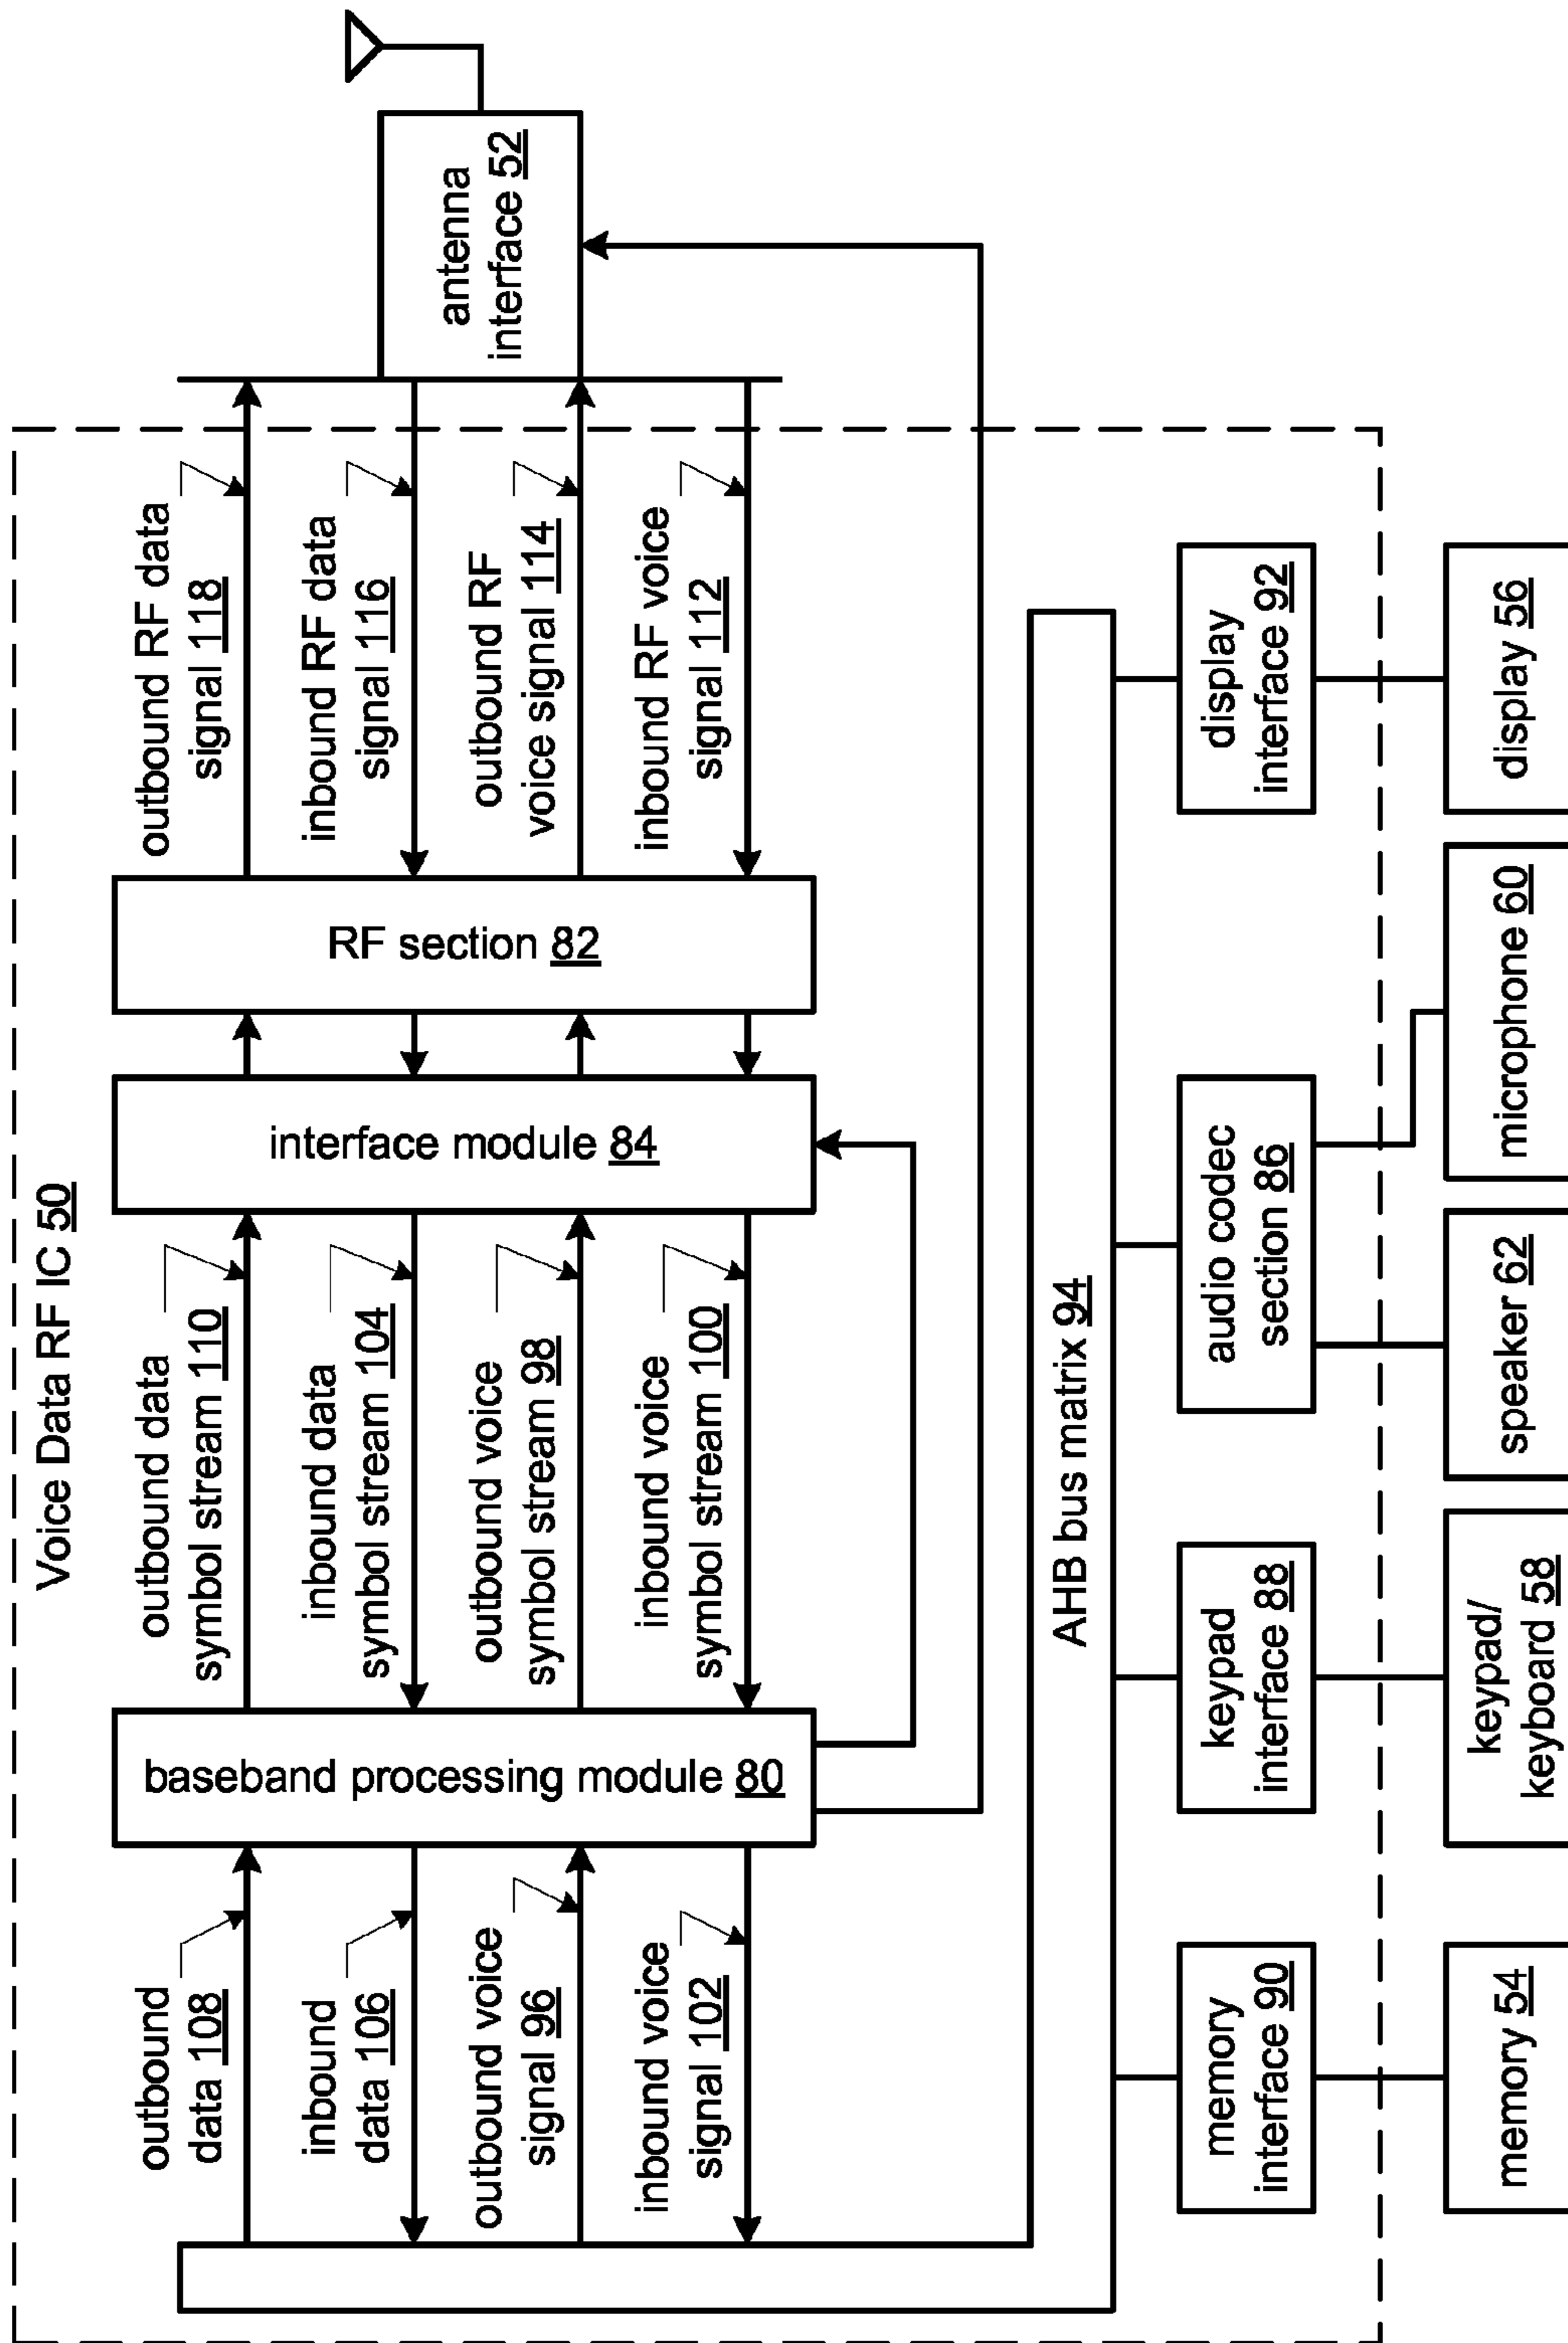 Voice Data RF IC 50
outbound
data 108
outbound data
symbol stream 110
outbound RF data
signal 118
inbound
data 106
inbound data
symbol stream 104
inbound RF data
signal 116
outbound voice
signal 96
outbound voice
symbol stream 98
outbound RF
voice signal 114
inbound voice
signal 102
inbound voice
symbol stream 100
inbound RF voice
signal 112
baseband processing module 80
interface module 84
RF section 82
antenna
interface 52
AHB bus matrix 94
memory
interface 90
keypad
interface 88
audio codec
section 86
display
interface 92
memory 54
keypad/
keyboard 58
speaker 62
microphone 60
display 56